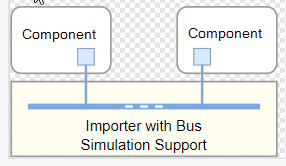 Component
Component
Importer with Bus
Simulation Support